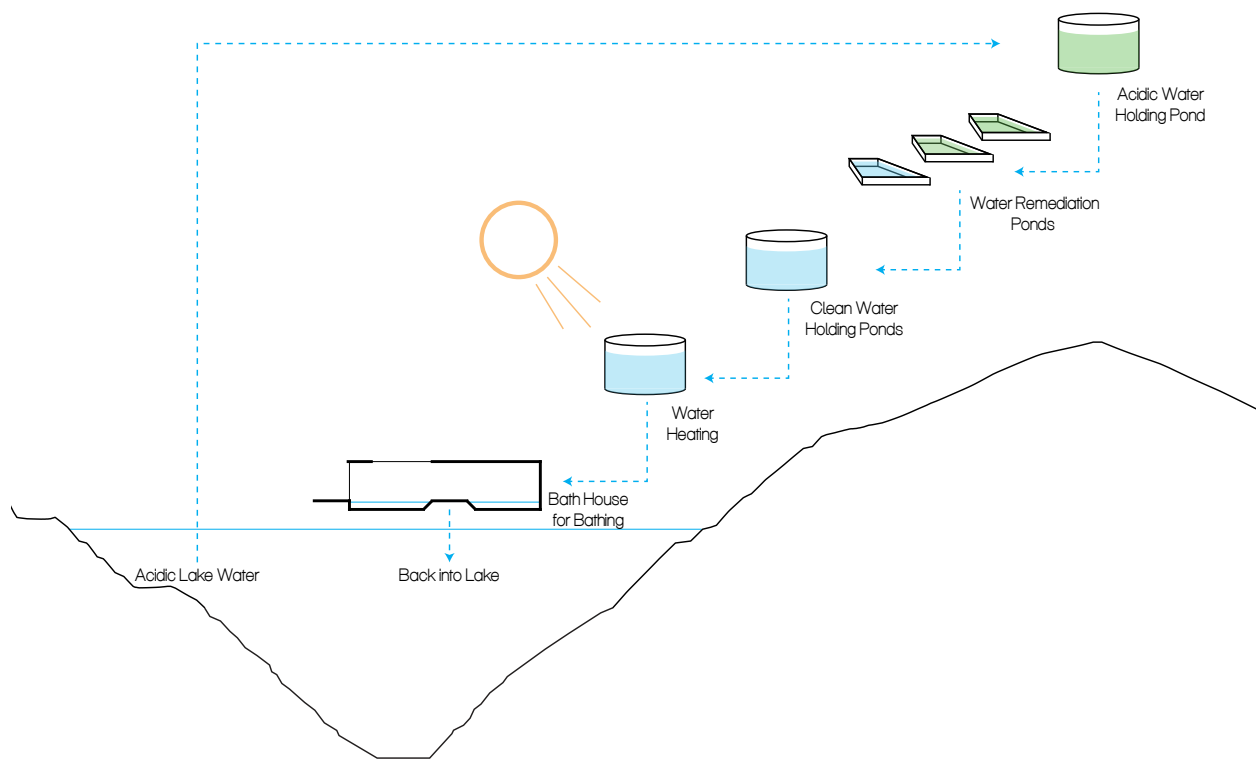 Acidic Water
Holding Pond
Water Remediation
Ponds
Clean Water
Holding Ponds
Water
Heating
Bath House
for Bathing
Acidic Lake Water
Back into Lake